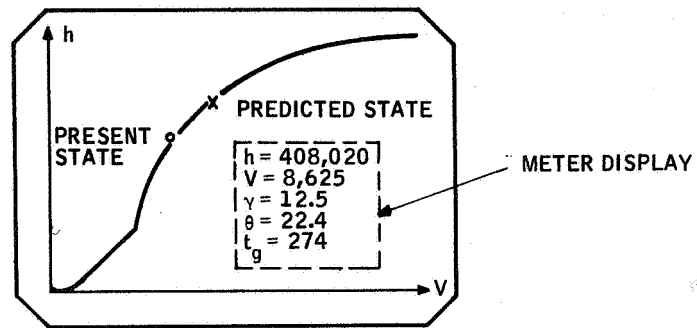 h
PREDICTED STATE
PRESENT
STATE
h = 408,020
V = 8,625
γ = 12.5
θ = 22.4
t_g = 274
METER DISPLAY
V